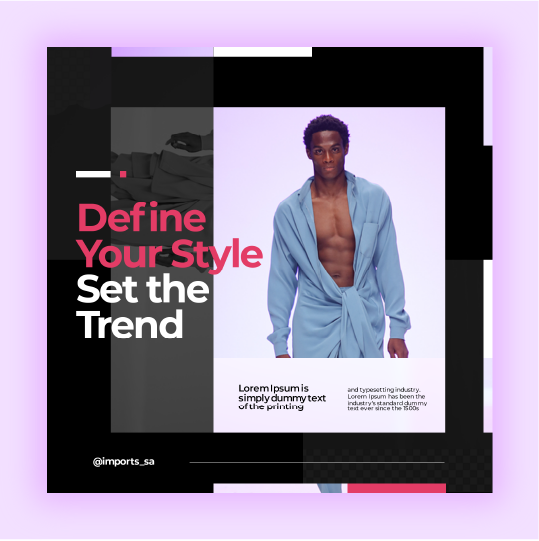 Define
Your Style
Set the
Trend
Lorem Ipsum is
simply dummy text
of the printing
and typesetting industry.
Lorem Ipsum has been the
industry's standard dummy
text ever since the 1500s
@imports_sa